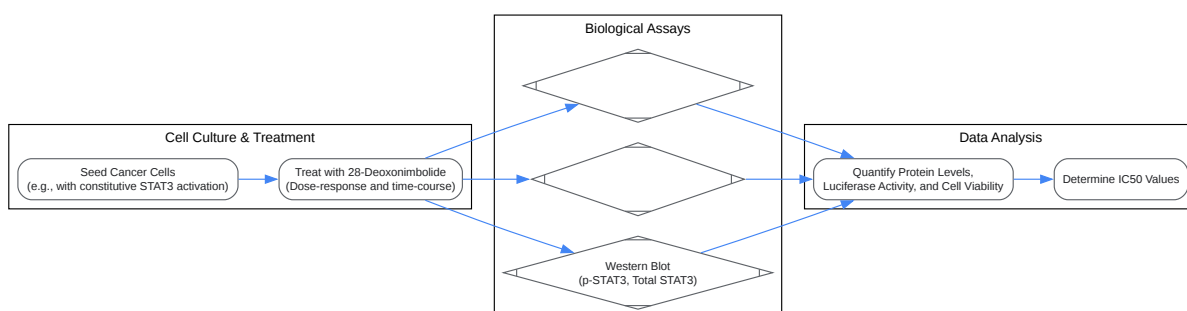 Biological Assays
Cell Culture & Treatment
Seed Cancer Cells
(e.g., with constitutive STAT3 activation)
Treat with 28-Deoxonimbolide
(Dose-response and time-course)
Western Blot
(p-STAT3, Total STAT3)
Data Analysis
Quantify Protein Levels,
Luciferase Activity, and Cell Viability
Determine IC50 Values